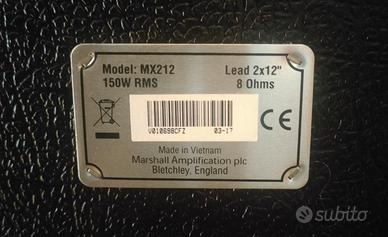 Model: MX212 Lead 2x12"
150W RMS 8 Ohms
V010698CFZ 03-17
CE
Made in Vietnam
Marshall Amplification plc
Bletchley, England
subito